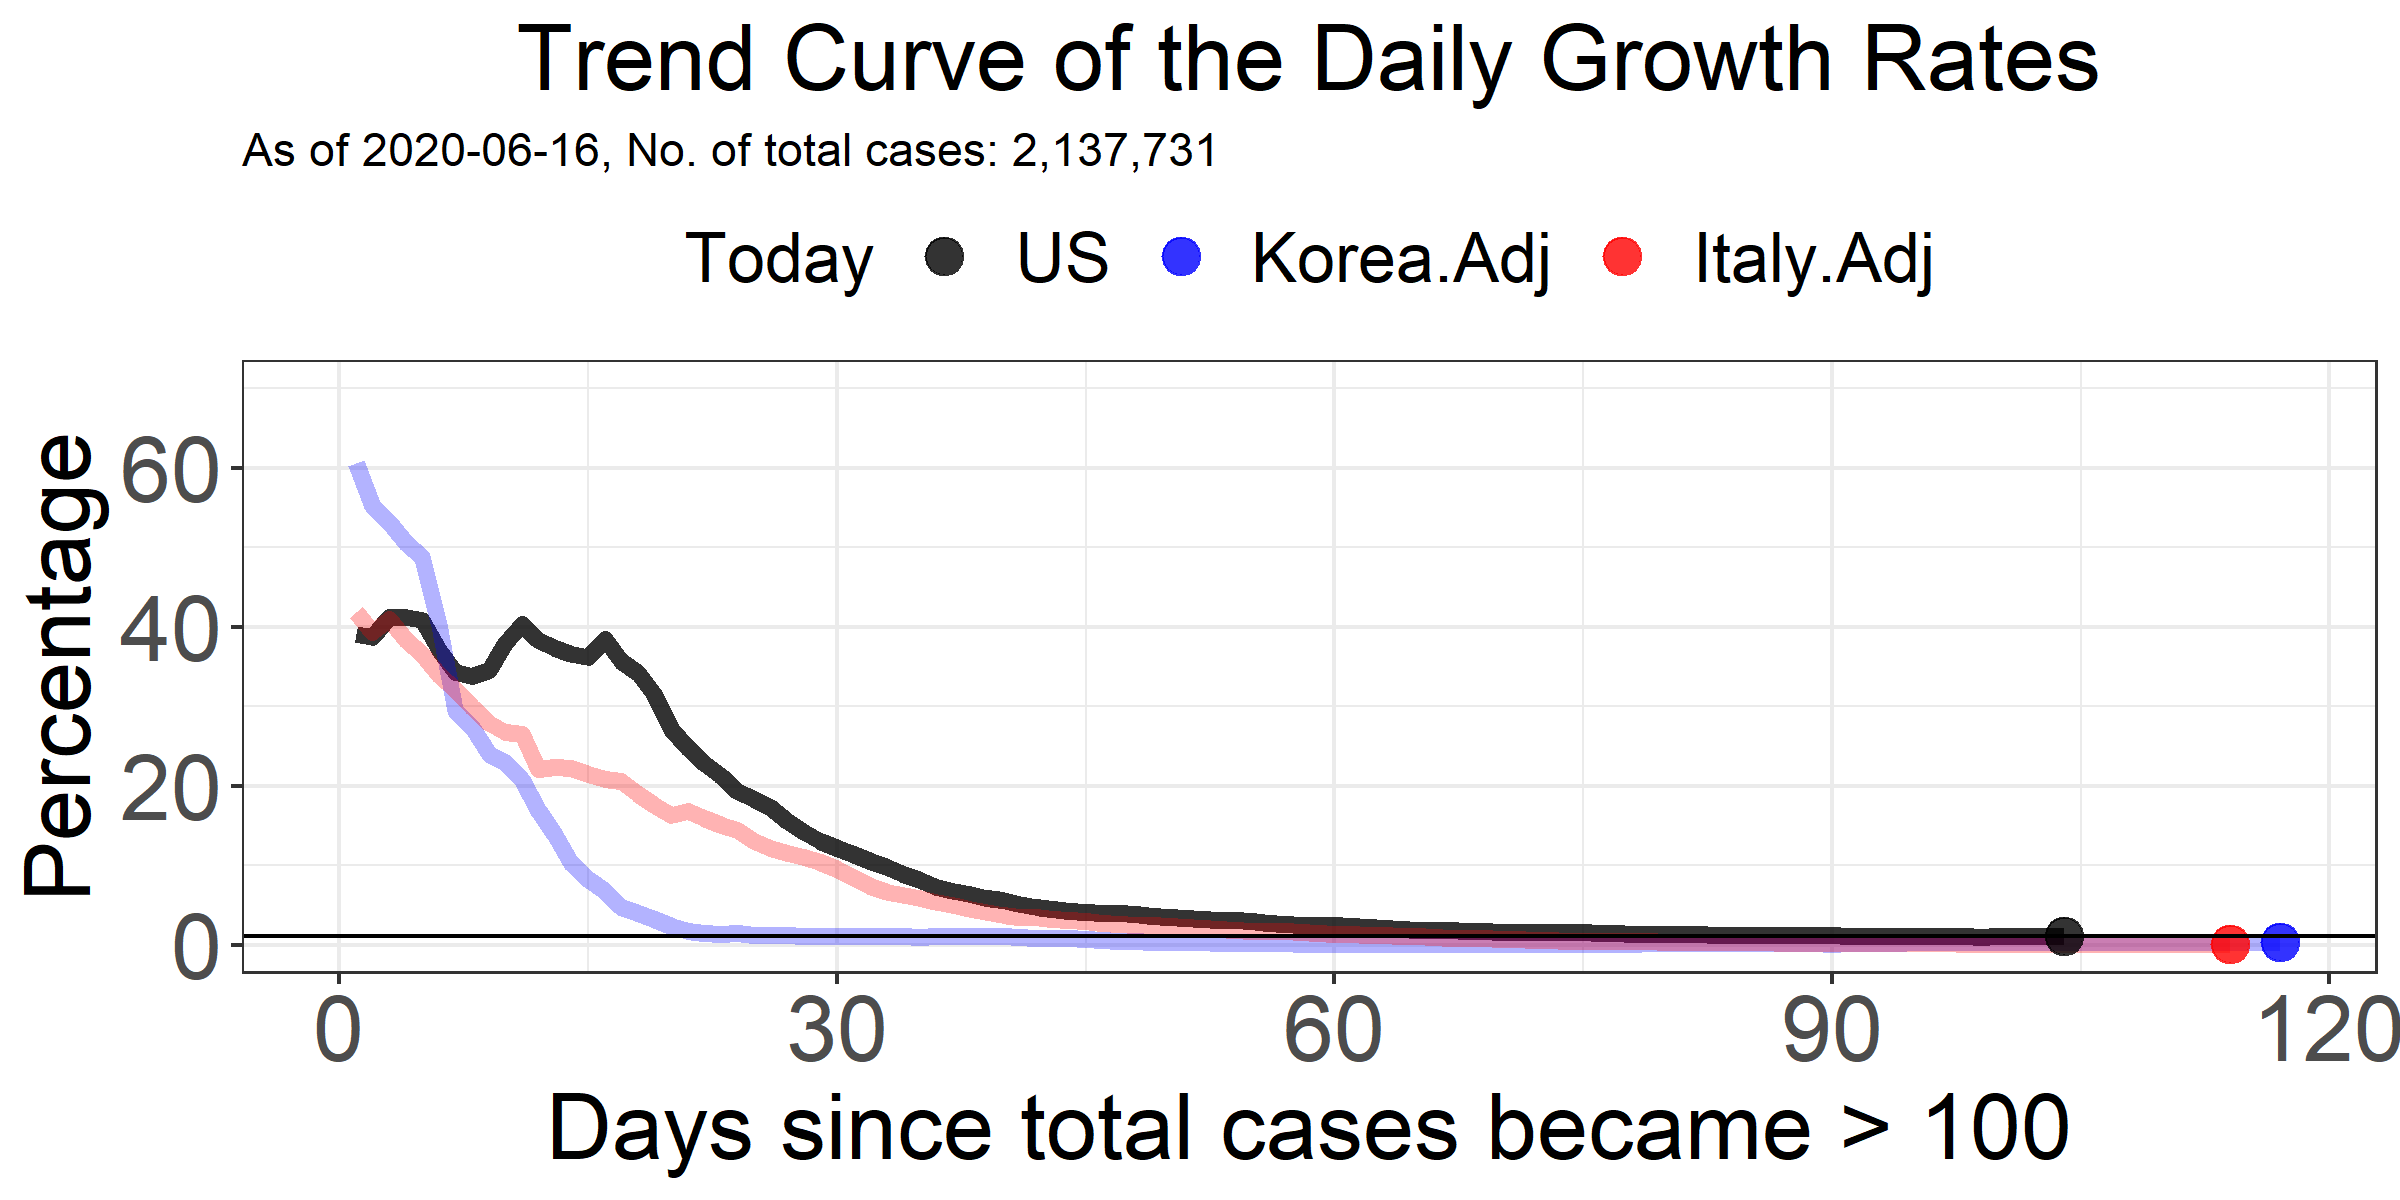 Trend Curve of the Daily Growth Rates
As of 2020-06-16, No. of total cases: 2,137,731
Today US Korea.Adj Italy.Adj
Percentage
60
40
20
0
0 30 60 90 120
Days since total cases became > 100